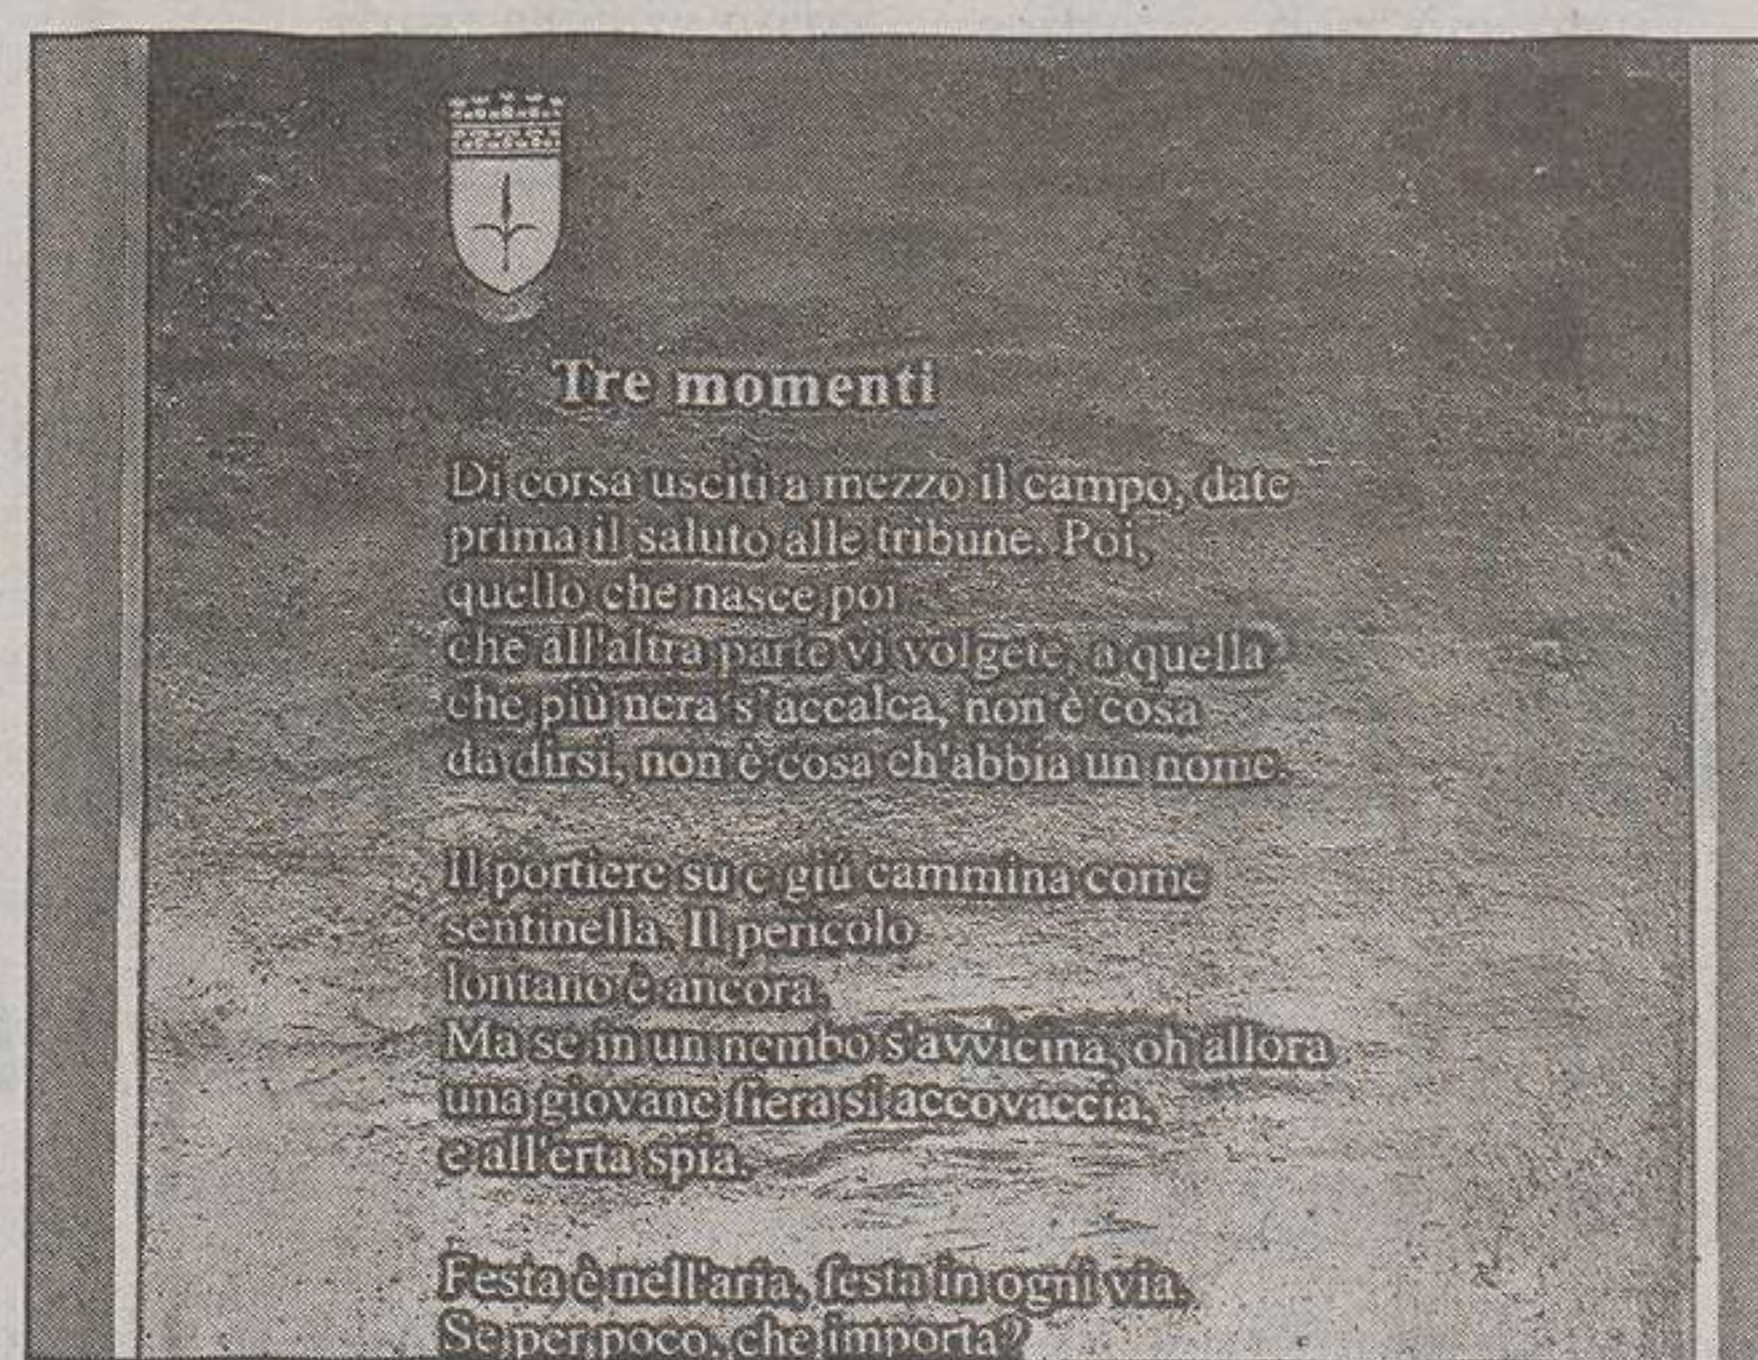 Tre momenti
Di corsa usciti a mezzo il campo, date
prima il saluto alle tribune. Poi,
quello che nasce poi
che all'altra parte vi volgete, a quella
che più nera s'accalca, non è cosa
da dirsi, non è cosa ch'abbia un nome.
Il portiere su e giú cammina come
sentinella. Il pericolo
lontano è ancora.
Ma se in un nembo s'avvicina, oh allora
una giovane fiera si accovaccia,
e all'erta spia.
Festa è nell'aria, festa in ogni via.
Se per poco, che importa?